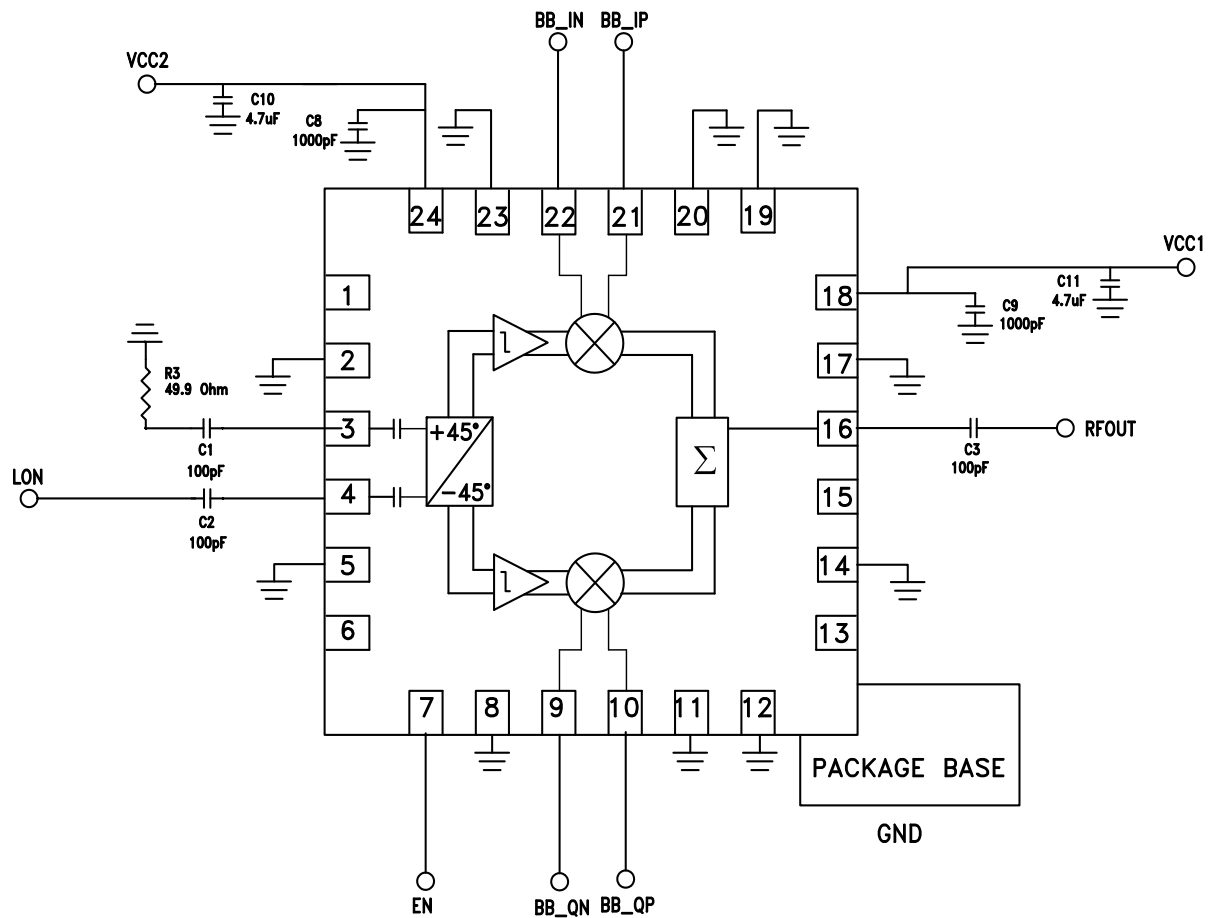 BB_IN BB_IP
VCC2
C10
4.7uF
C8
1000pF
24 23 22 21 20 19
VCC1
1
18
C11
4.7uF
C9
1000pF
2
17
R3
49.9 Ohm
3
+45°
Σ
16
RFOUT
C1
100pF
C3
100pF
LON
4
-45°
15
C2
100pF
5
14
6
13
7 8 9 10 11 12
PACKAGE BASE
GND
EN
BB_QN
BB_QP